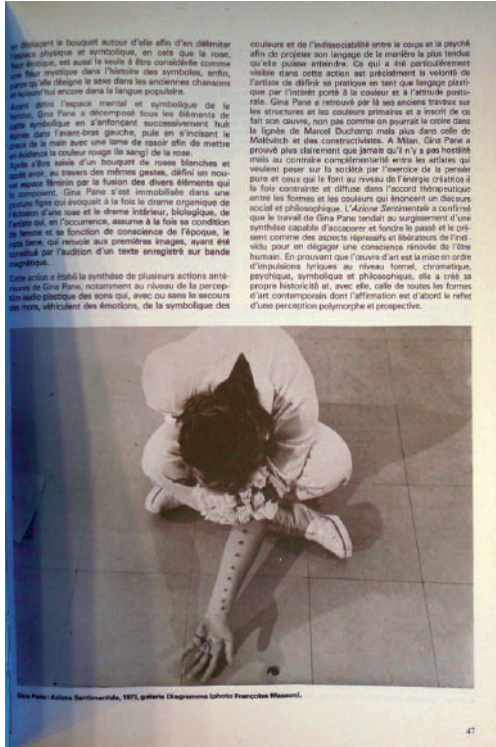 et déplacent le bouquet autour d'elle afin d'délimiter
l'espace physique et symbolique, en cela que la rose,
fleur érotique, est aussi la seule à être considérée comme
une fleur mystique dans l'histoire des symboles, enfin,
parce qu'elle désigne le sexe dans les anciennes chansons
et aujourd'hui encore dans la langue populaire.
Ayant défini l'espace mental et symbolique de la
femme, Gina Pane a décomposé tous les éléments de
cette symbolique en s'enfonçant successivement huit
épines dans l'avant-bras gauche, puis en s'incisant le
creux de la main avec une lame de rasoir afin de mettre
en évidence la couleur rouge (le sang) de la rose.
Après s'être saisie d'un bouquet de roses blanches et
après avoir, au travers des mêmes gestes, défini un nou-
vel espace féminin par la fusion des divers éléments qui
le composent, Gina Pane s'est immobilisée dans une
posture figée qui évoquait à la fois le drame organique de
l'éclosion d'une rose et le drame intérieur, biologique, de
l'artiste qui, en l'occurrence, assume à la fois sa condition
de femme et sa fonction de conscience de l'époque, le
tout bene, qui renvoie aux premières images, ayant été
constitué par l'audition d'un texte enregistré sur bande
magnétique.
Cette action a établi la synthèse de plusieurs actions anté-
rieures de Gina Pane, notamment au niveau de la percep-
tion audio-plastique des sons qui, avec ou sans le secours
des mots, véhiculent des émotions, de la symbolique des
couleurs et de l'indissociabilité entre le corps et la psyché
afin de projeter son langage de la manière la plus tendue
qu'elle puisse atteindre. Ce qui a été particulièrement
visible dans cette action est précisément la volonté de
l'artiste de définir sa pratique en tant que langage plasti-
que par l'intérêt porté à la couleur et à l'attitude postu-
rale. Gina Pane a retrouvé par là ses anciens travaux sur
les structures et les couleurs primaires et a inscrit de ce
fait son œuvre, non pas comme on pourrait le croire dans
la lignée de Marcel Duchamp mais plus dans celle de
Malévitch et des constructivistes. A Milan, Gina Pane a
prouvé plus clairement que jamais qu'il n'y a pas hostilité
mais au contraire complémentarité entre les artistes qui
veulent peser sur la société par l'exercice de la pensée
pure et ceux qui le font au niveau de l'énergie créatrice à
la fois contrainte et diffuse dans l'accord thérapeutique
entre les formes et les couleurs qui énoncent un discours
social et philosophique. L'Azione Sentimentale a confirmé
que le travail de Gina Pane tendait au surgissement d'une
synthèse capable d'accaparer et fondre le passé et le pré-
sent comme des aspects répressifs et libérateurs de l'indi-
vidu pour en dégager une conscience rénovée de l'être
humain. En prouvant que l'œuvre d'art est la mise en ordre
d'impulsions lyriques au niveau formel, chromatique,
psychique, symbolique et philosophique, elle a créé sa
propre historicité et, avec elle, celle de toutes les formes
d'art contemporain dont l'affirmation est d'abord le reflet
d'une perception polymorphe et prospective.
Gina Pane : Azione Sentimentale, 1973, galerie Diagramma (photo Françoise Masson).
47